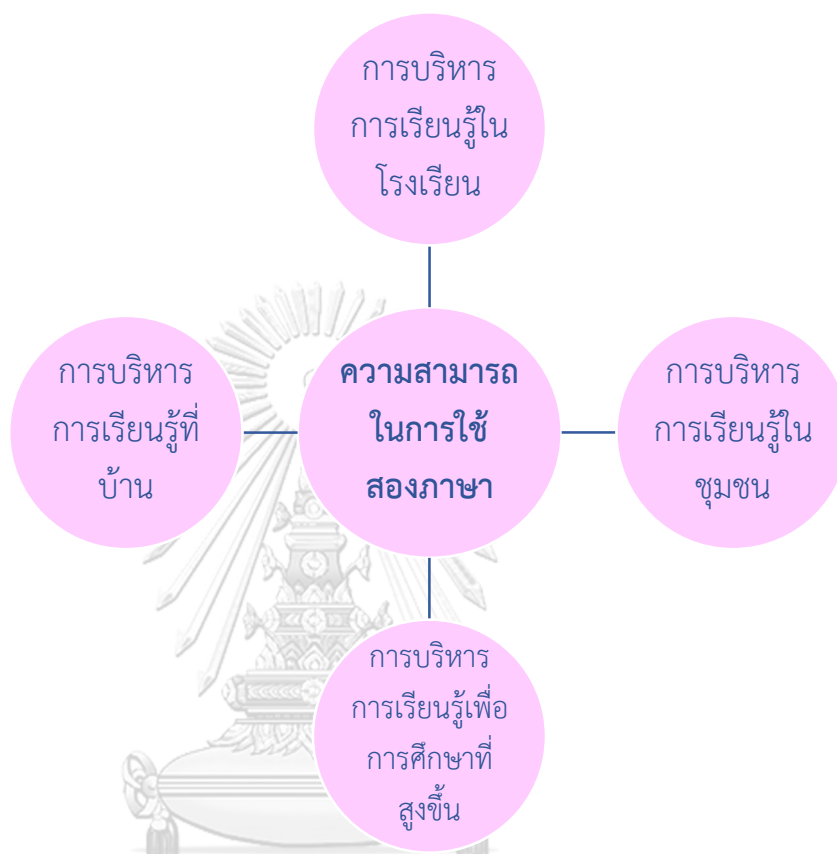 การบริหาร
การเรียนรู้ใน
โรงเรียน
การบริหาร
การเรียนรู้ที่
บ้าน
ความสามารถ
ในการใช้
สองภาษา
การบริหาร
การเรียนรู้ใน
ชุมชน
การบริหาร
การเรียนรู้เพื่อ
การศึกษาที่
สูงขึ้น